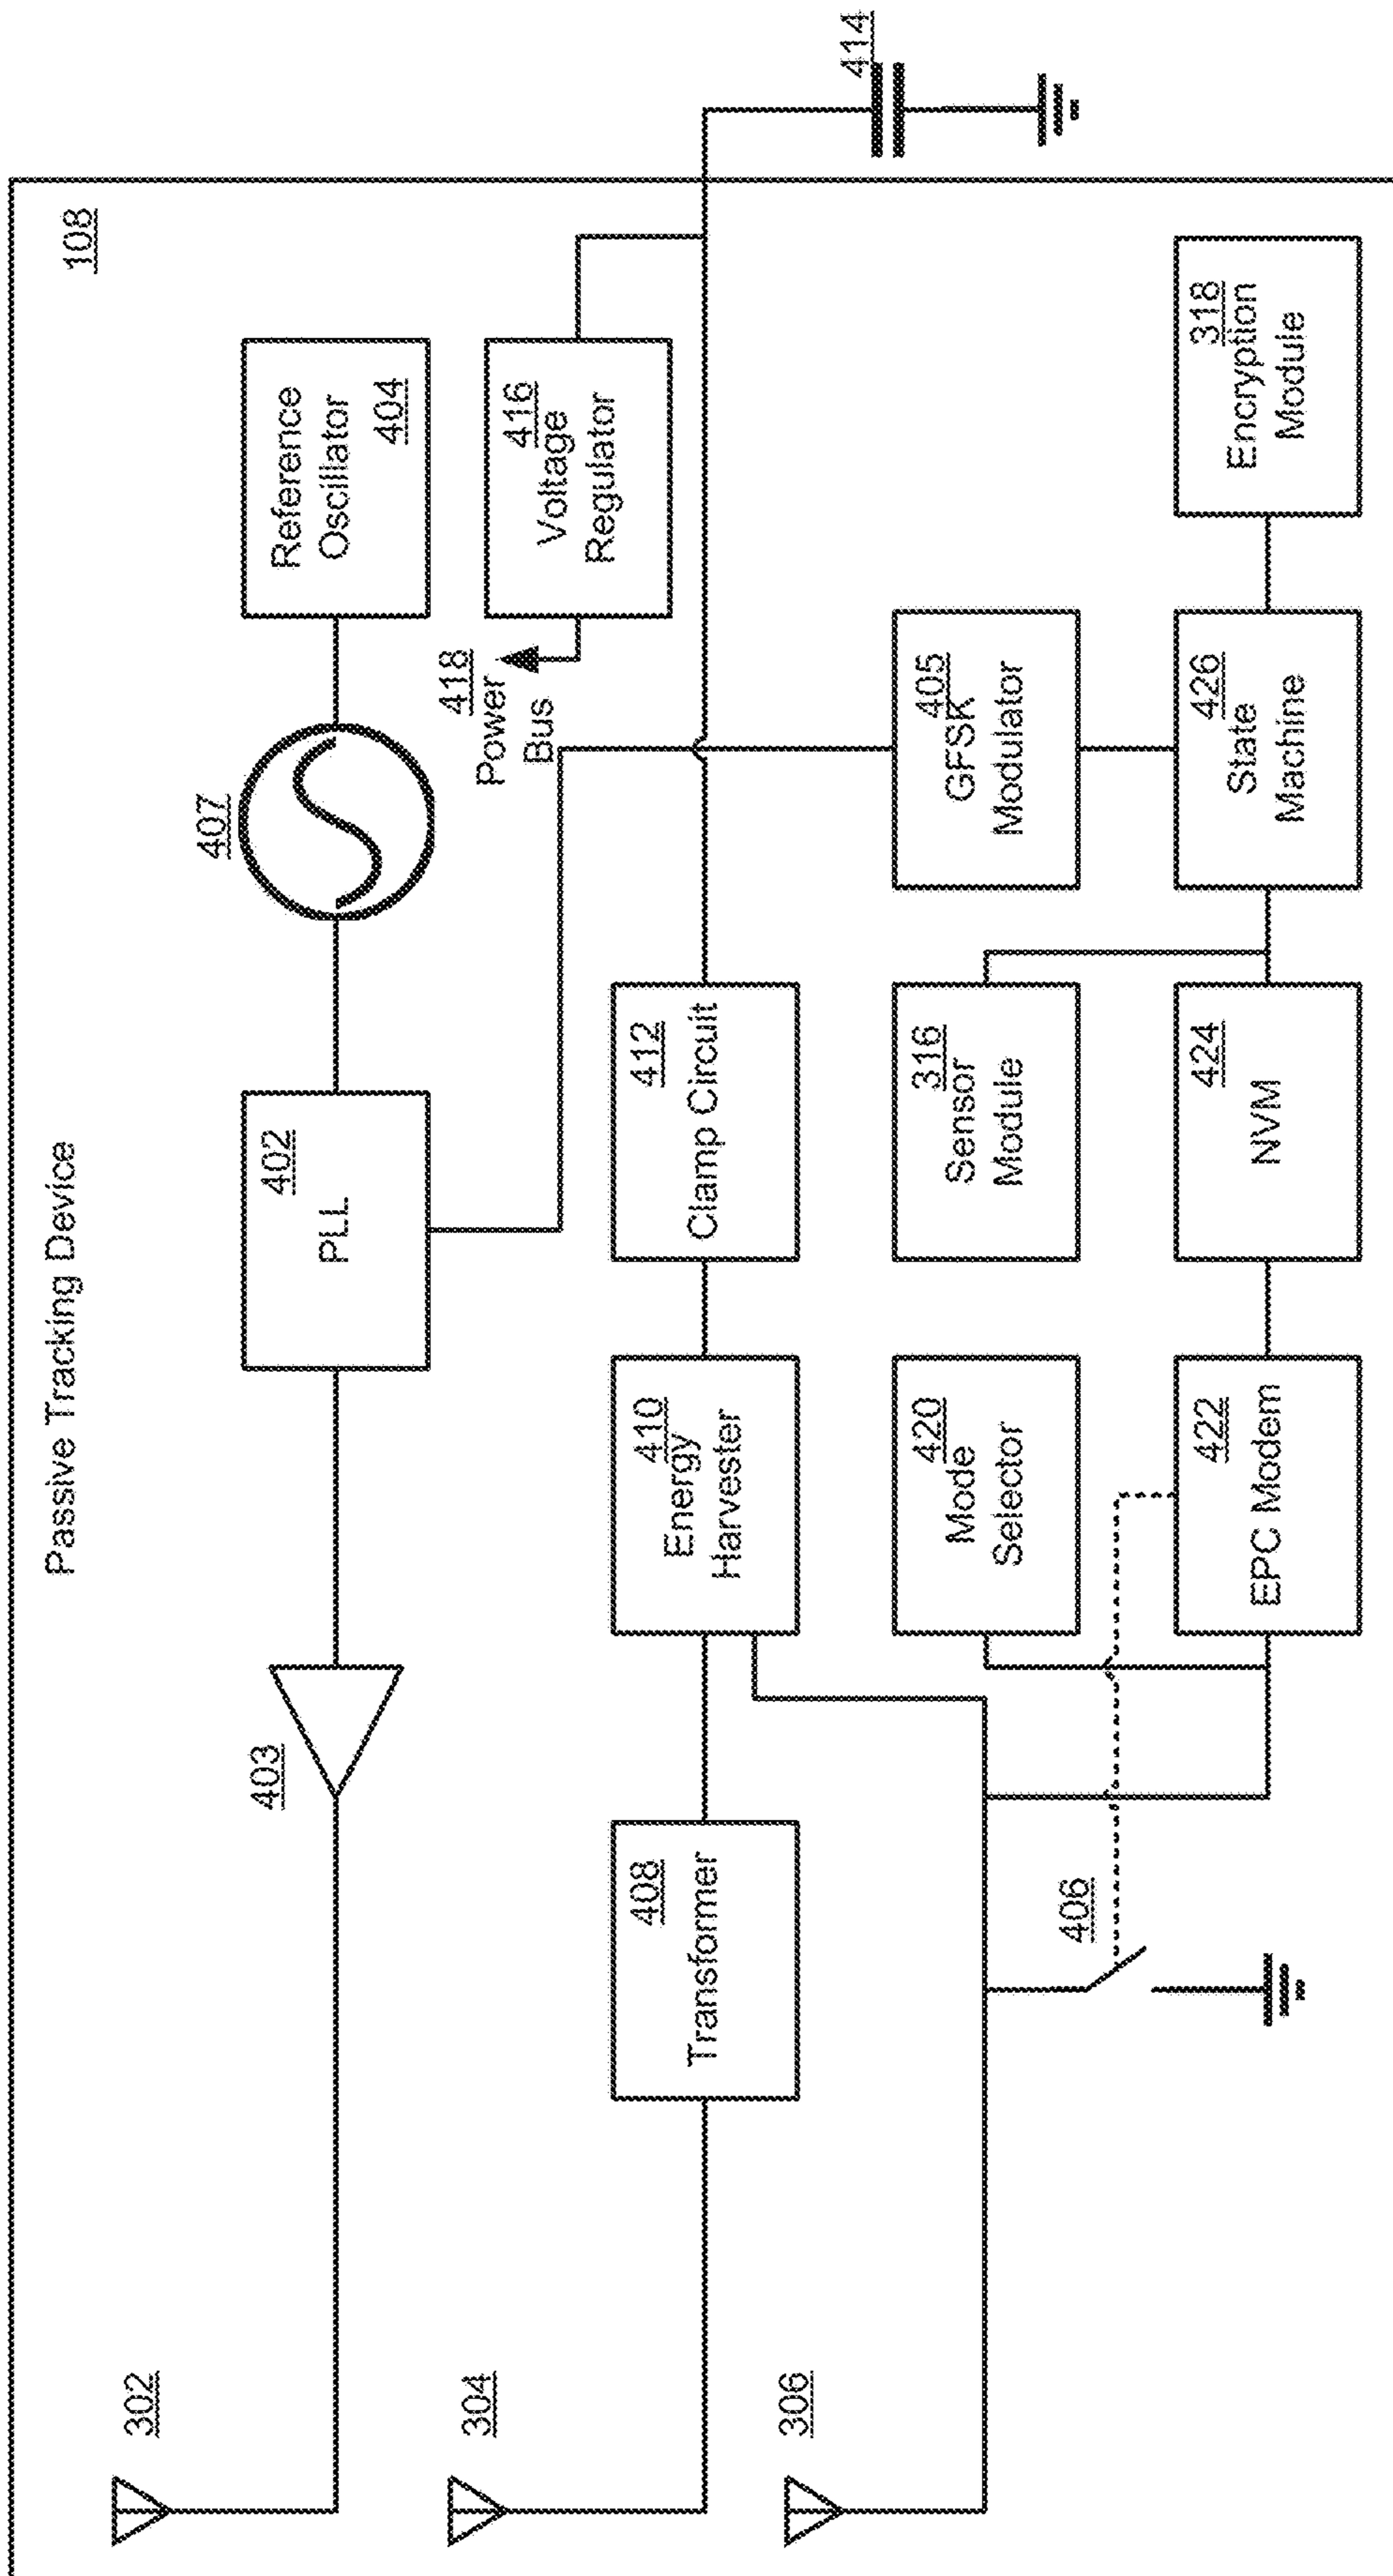 Passive Tracking Device
108
302
403
402
PLL
407
Reference
Oscillator
404
418
Power
Bus
416
Voltage
Regulator
304
408
Transformer
410
Energy
Harvester
412
Clamp Circuit
414
306
406
420
Mode
Selector
316
Sensor
Module
405
GFSK
Modulator
422
EPC Modem
424
NVM
426
State
Machine
318
Encryption
Module